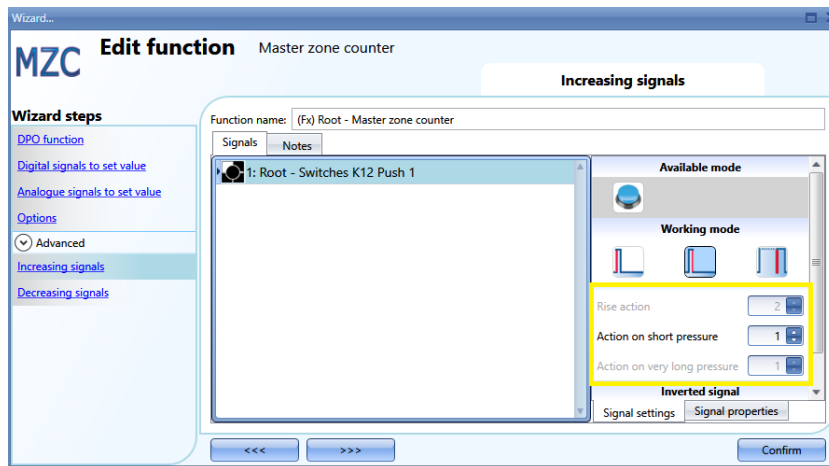 Wizard...
MZC Edit function Master zone counter
Increasing signals
Wizard steps
DPO function
Digital signals to set value
Analogue signals to set value
Options
Advanced
Increasing signals
Decreasing signals
Function name: (Fx) Root - Master zone counter
Signals Notes
1: Root - Switches K12 Push 1
Available mode
Working mode
Rise action 2
Action on short pressure 1
Action on very long pressure 1
Inverted signal
Signal settings Signal properties
<<< >>> Confirm